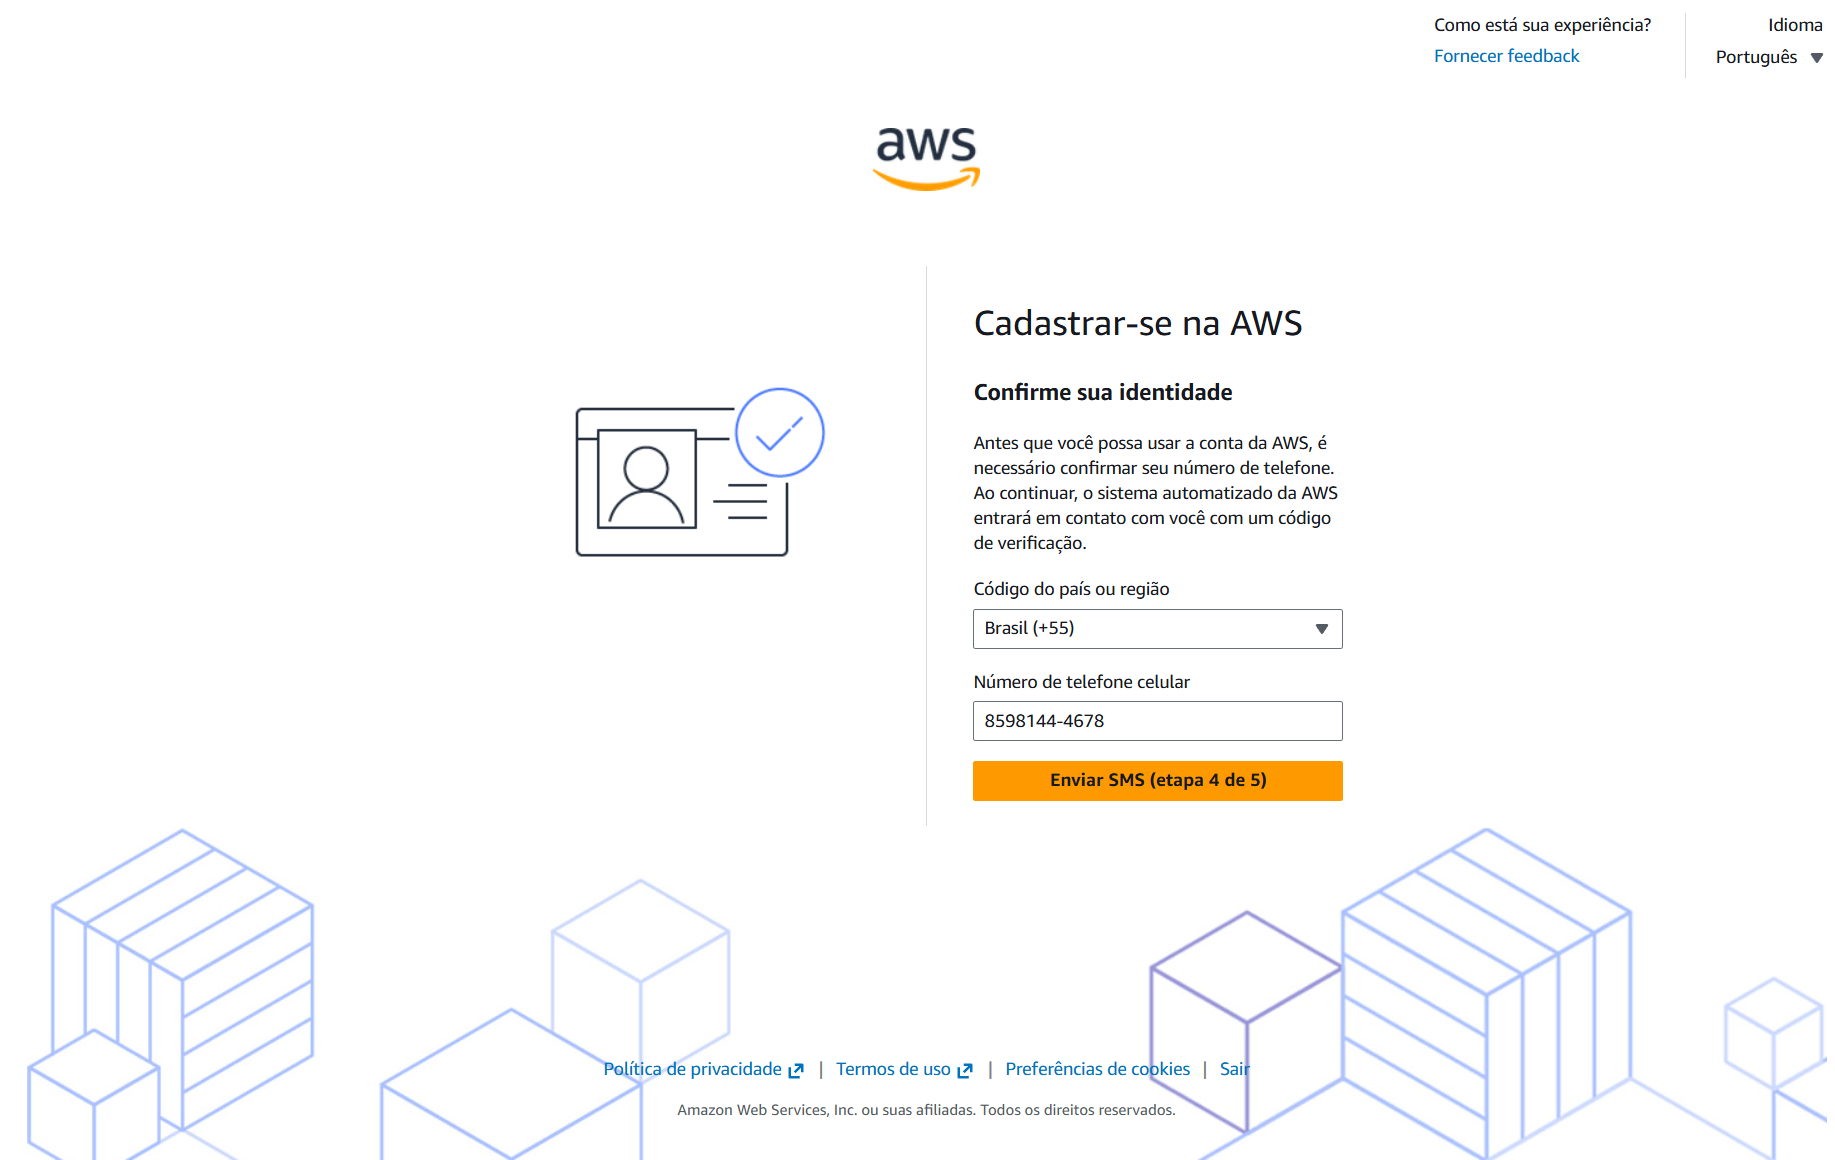 Como está sua experiência?
Fornecer feedback
Idioma
Português
aws
Cadastrar-se na AWS
Confirme sua identidade
Antes que você possa usar a conta da AWS, é
necessário confirmar seu número de telefone.
Ao continuar, o sistema automatizado da AWS
entrará em contato com você com um código
de verificação.
Código do país ou região
Brasil (+55)
Número de telefone celular
8598144-4678
Enviar SMS (etapa 4 de 5)
Política de privacidade | Termos de uso | Preferências de cookies | Sair
Amazon Web Services, Inc. ou suas afiliadas. Todos os direitos reservados.